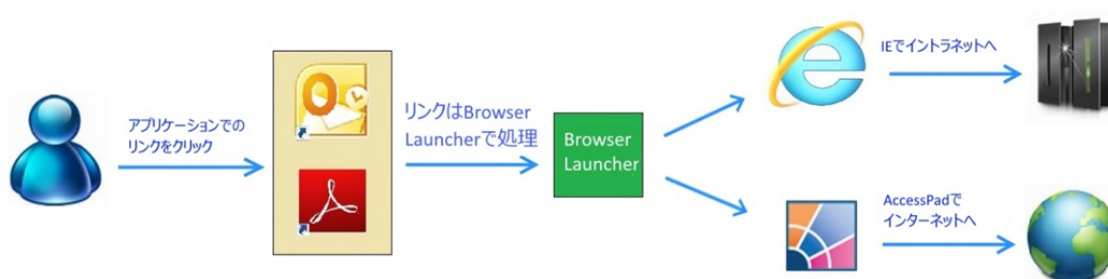 アプリケーションでの
リンクをクリック
リンクはBrowser
Launcherで処理
Browser
Launcher
IEでイントラネットへ
AccessPadで
インターネットへ